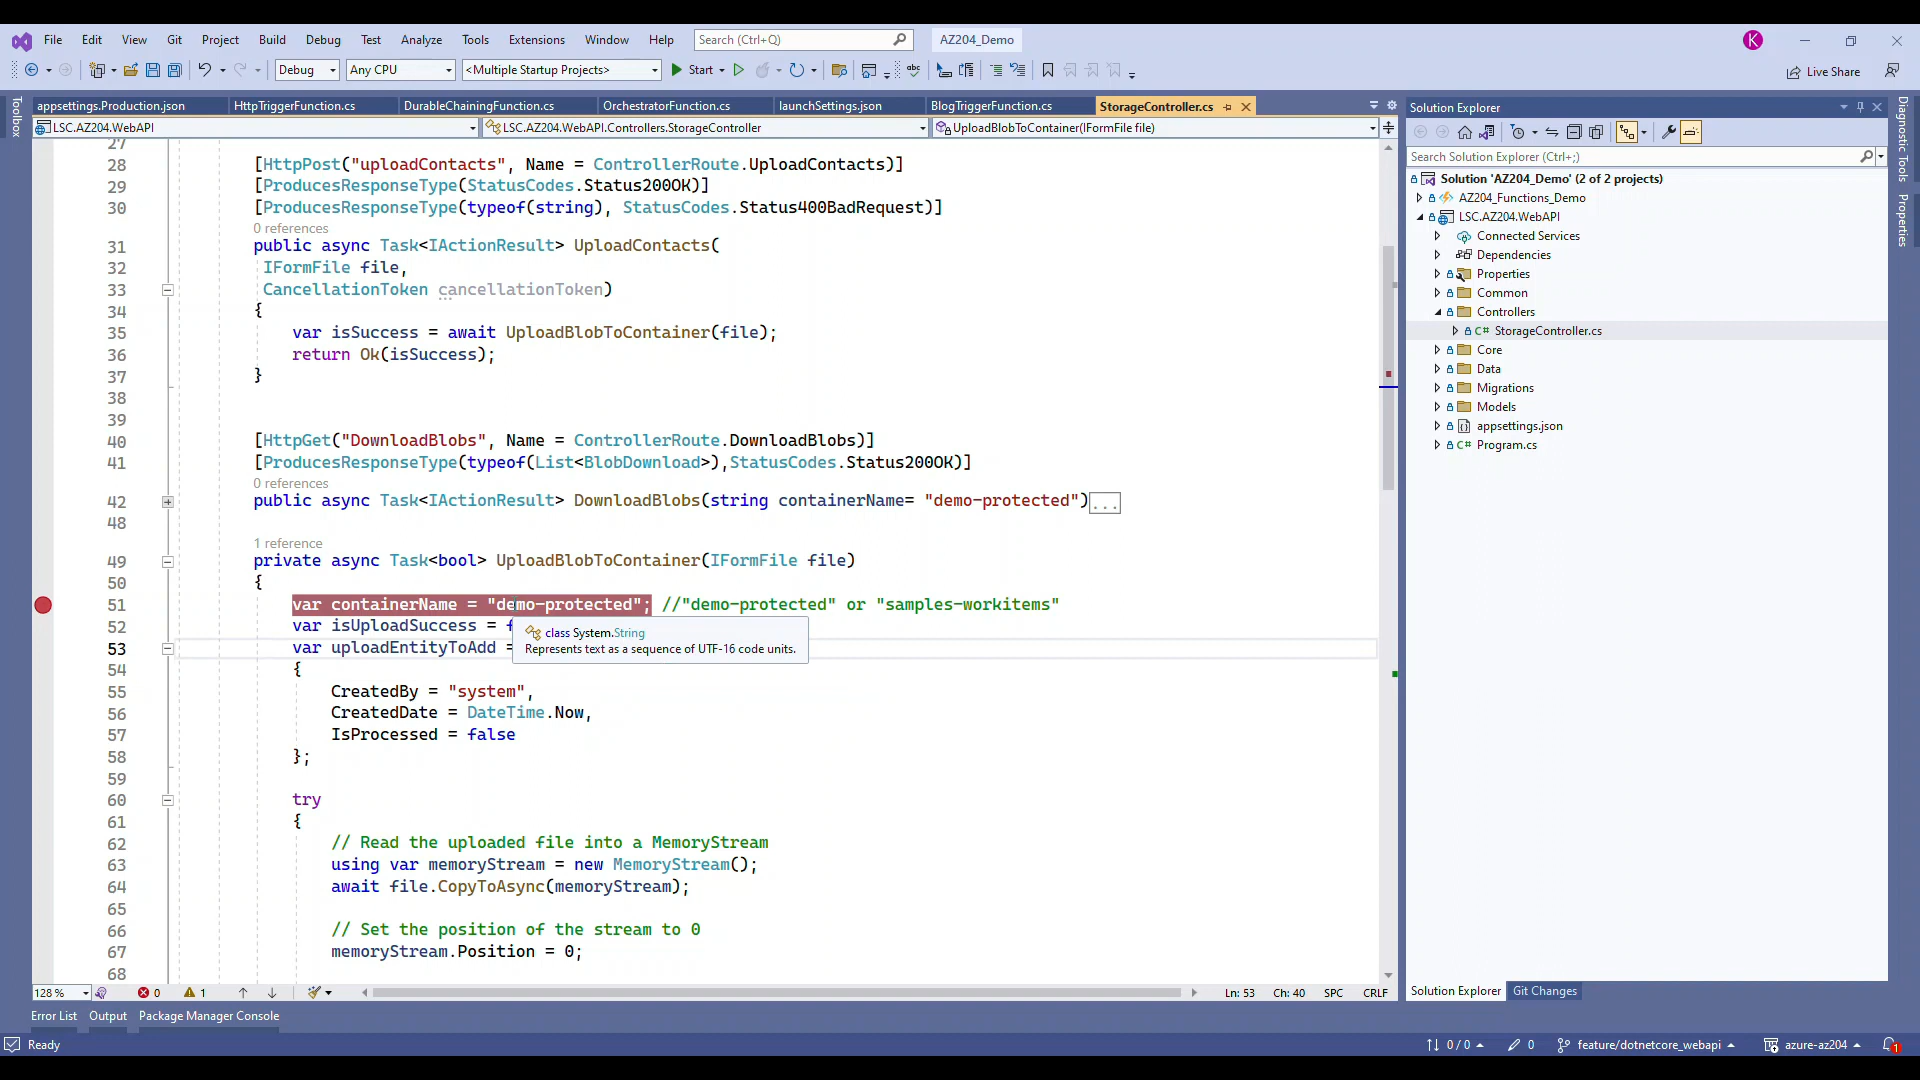 File Edit View Git Project Build Debug Test Analyze Tools Extensions Window Help Search (Ctrl+Q) AZ204_Demo K
Debug Any CPU <Multiple Startup Projects> Start Live Share
Toolbox
appsettings.Production.json HttpTriggerFunction.cs DurableChainingFunction.cs OrchestratorFunction.cs launchSettings.json BlogTriggerFunction.cs StorageController.cs
LSC.AZ204.WebAPI LSC.AZ204.WebAPI.Controllers.StorageController UploadBlobToContainer(IFormFile file)
27
28 [HttpPost("uploadContacts", Name = ControllerRoute.UploadContacts)]
29 [ProducesResponseType(StatusCodes.Status200OK)]
30 [ProducesResponseType(typeof(string), StatusCodes.Status400BadRequest)]
0 references
31 public async Task<IActionResult> UploadContacts(
32 IFormFile file,
33 CancellationToken cancellationToken)
34 {
35 var isSuccess = await UploadBlobToContainer(file);
36 return Ok(isSuccess);
37 }
38
39
40 [HttpGet("DownloadBlobs", Name = ControllerRoute.DownloadBlobs)]
41 [ProducesResponseType(typeof(List<BlobDownload>),StatusCodes.Status200OK)]
0 references
42 public async Task<IActionResult> DownloadBlobs(string containerName= "demo-protected")...
48
1 reference
49 private async Task<bool> UploadBlobToContainer(IFormFile file)
50 {
51 var containerName = "demo-protected"; //"demo-protected" or "samples-workitems"
52 var isUploadSuccess = f
class System.String
Represents text as a sequence of UTF-16 code units.
53 var uploadEntityToAdd =
54 {
55 CreatedBy = "system",
56 CreatedDate = DateTime.Now,
57 IsProcessed = false
58 };
59
60 try
61 {
62 // Read the uploaded file into a MemoryStream
63 using var memoryStream = new MemoryStream();
64 await file.CopyToAsync(memoryStream);
65
66 // Set the position of the stream to 0
67 memoryStream.Position = 0;
68
128 % 0 1 Ln: 53 Ch: 40 SPC CRLF
Solution Explorer
Search Solution Explorer (Ctrl+;)
Solution 'AZ204_Demo' (2 of 2 projects)
AZ204_Functions_Demo
LSC.AZ204.WebAPI
Connected Services
Dependencies
Properties
Common
Controllers
C# StorageController.cs
Core
Data
Migrations
Models
appsettings.json
C# Program.cs
Solution Explorer Git Changes
Diagnostic Tools
Properties
Error List Output Package Manager Console
Ready 0 / 0 0 feature/dotnetcore_webapi azure-az204 1